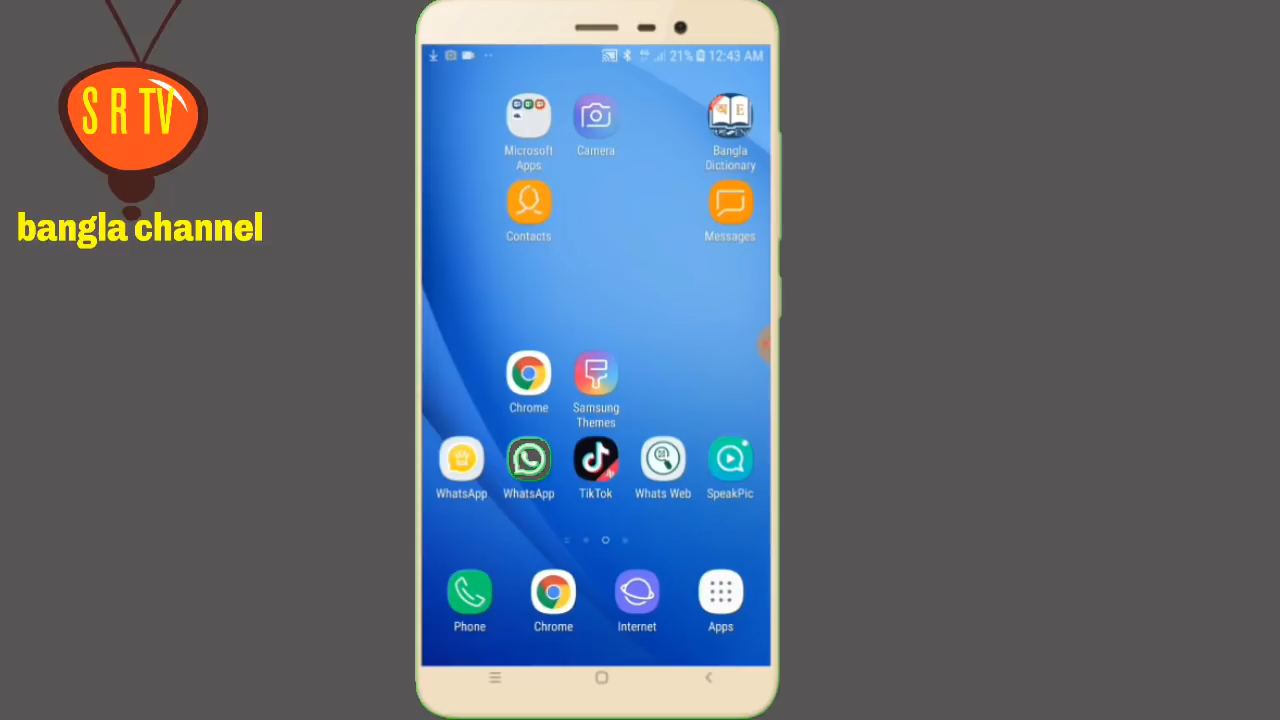 S R TV
bangla channel
21% 12:43 AM
Microsoft
Apps
Camera
Bangla
Dictionary
Contacts
Messages
Chrome
Samsung
Themes
WhatsApp
WhatsApp
TikTok
Whats Web
SpeakPic
Phone
Chrome
Internet
Apps